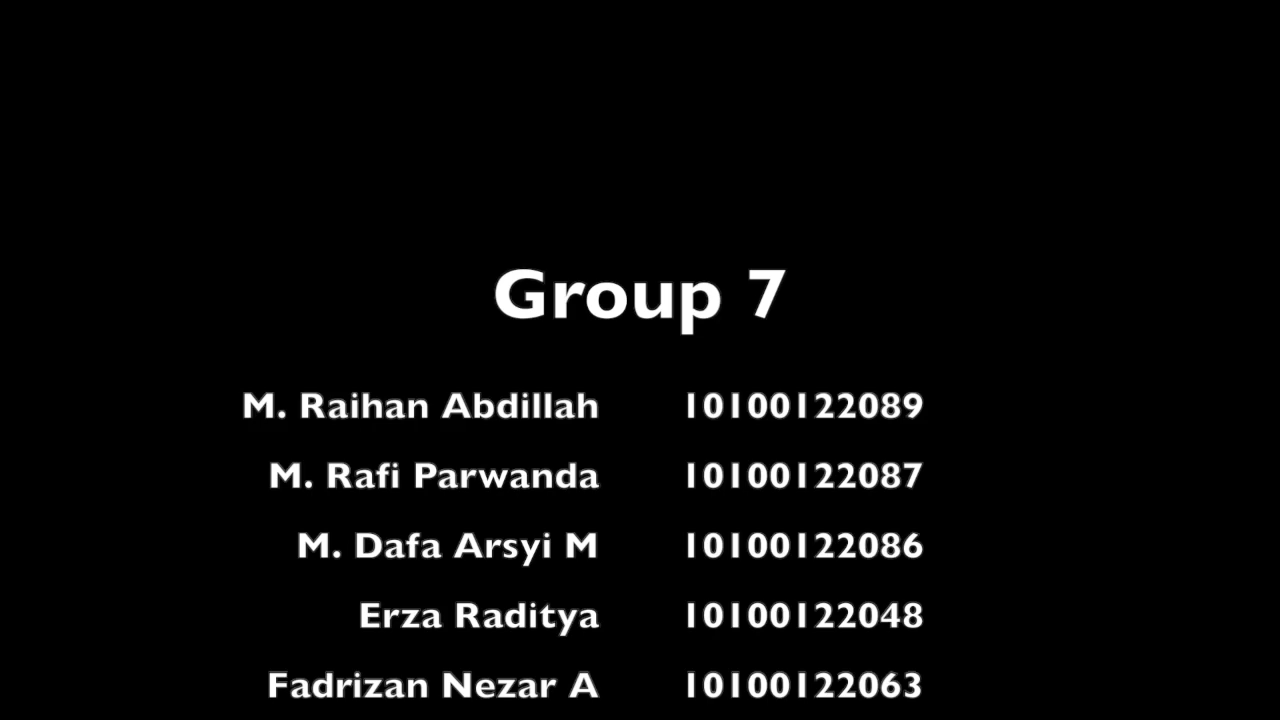 Group 7
M. Raihan Abdillah 10100122089
M. Rafi Parwanda 10100122087
M. Dafa Arsyi M 10100122086
Erza Raditya 10100122048
Fadrizan Nezar A 10100122063